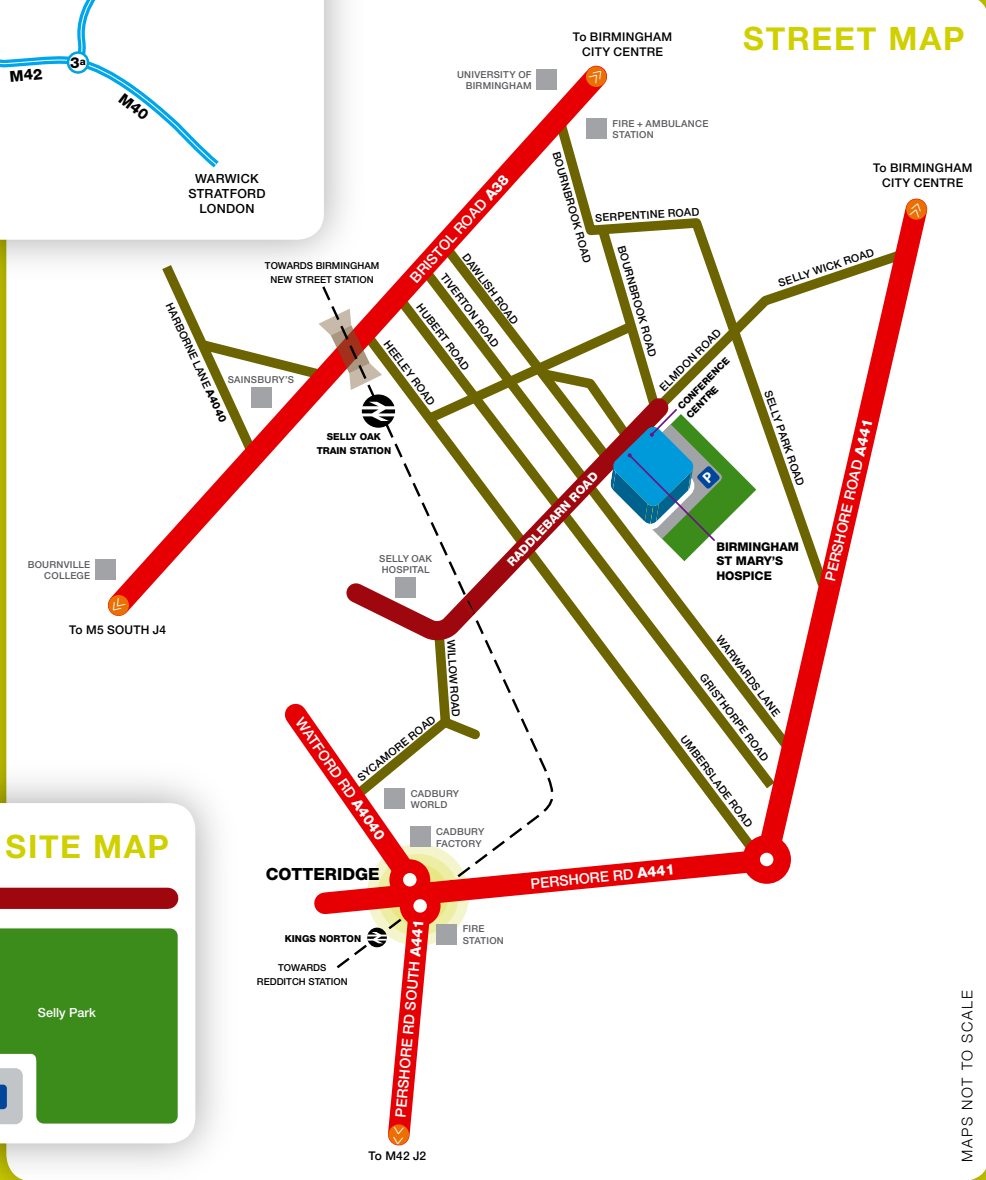 STREET MAP
To BIRMINGHAM
CITY CENTRE
UNIVERSITY OF
BIRMINGHAM
3a
M42
M40
FIRE + AMBULANCE
STATION
To BIRMINGHAM
CITY CENTRE
WARWICK
STRATFORD
LONDON
BOURNBROOK ROAD
SERPENTINE ROAD
BRISTOL ROAD A38
SELLY WICK ROAD
TOWARDS BIRMINGHAM
NEW STREET STATION
DAWLISH ROAD
TIVERTON ROAD
HUBERT ROAD
HEELEY ROAD
BOURNBROOK ROAD
HARBORNE LANE A4040
SAINSBURY'S
ELMDON ROAD
CONFERENCE
CENTRE
SELLY PARK ROAD
PERSHORE ROAD A441
SELLY OAK
TRAIN STATION
P
RADDLEBARN ROAD
BIRMINGHAM
ST MARY'S
HOSPICE
BOURNVILLE
COLLEGE
SELLY OAK
HOSPITAL
To M5 SOUTH J4
WILLOW ROAD
WARWARDS LANE
GRISTHORPE ROAD
UMBERSLADE ROAD
SYCAMORE ROAD
WATFORD RD A4040
CADBURY
WORLD
CADBURY
FACTORY
COTTERIDGE
PERSHORE RD A441
KINGS NORTON
FIRE
STATION
TOWARDS
REDDITCH STATION
PERSHORE RD SOUTH A441
To M42 J2
SITE MAP
Selly Park
MAPS NOT TO SCALE